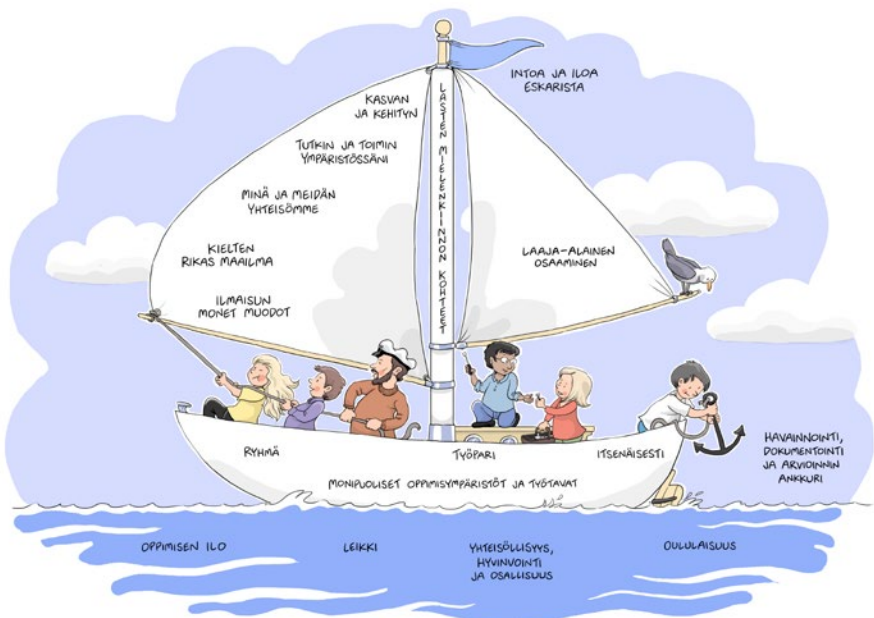 INTOA JA ILOA
ESKARISTA
KASVAN
JA KEHITYN
TUTKIN JA TOIMIN
YMPÄRISTÖSSÄNI
MINÄ JA MEIDÄN
YHTEISÖMME
KIELTEN
RIKAS MAAILMA
ILMAISUN
MONET MUODOT
LASTEN MIELENKIINNON KOHTEET
LAAJA-ALAINEN
OSAAMINEN
RYHMÄ
TYÖPARI
ITSENÄISESTI
MONIPUOLISET OPPIMISYMPÄRISTÖT JA TYÖTAVAT
HAVAINNOINTI,
DOKUMENTOINTI
JA ARVIOINNIN
ANKKURI
OPPIMISEN ILO
LEIKKI
YHTEISÖLLISYYS,
HYVINVOINTI
JA OSALLISUUS
OULULAISUUS